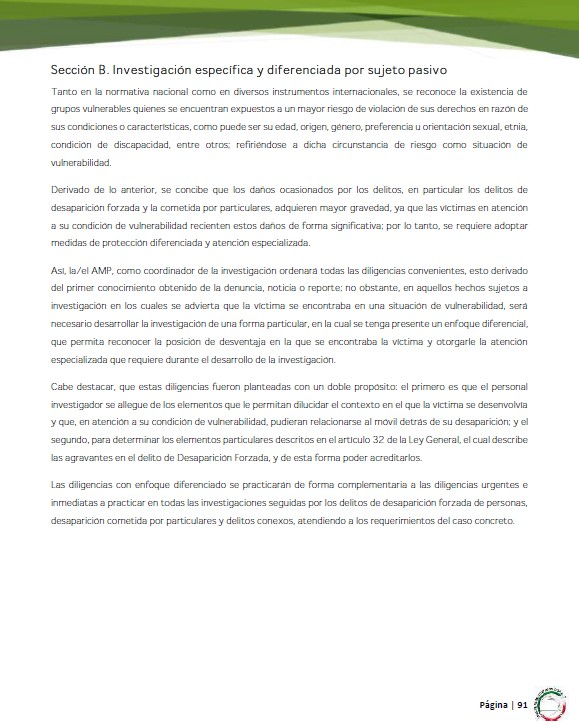 Sección B. Investigación específica y diferenciada por sujeto pasivo
Tanto en la normativa nacional como en diversos instrumentos internacionales, se reconoce la existencia de
grupos vulnerables quienes se encuentran expuestos a un mayor riesgo de violación de sus derechos en razón de
sus condiciones o características, como puede ser su edad, origen, género, preferencia u orientación sexual, etnia,
condición de discapacidad, entre otros; refiriéndose a dicha circunstancia de riesgo como situación de
vulnerabilidad.
Derivado de lo anterior, se concibe que los daños ocasionados por los delitos, en particular los delitos de
desaparición forzada y la cometida por particulares, adquieren mayor gravedad, ya que las víctimas en atención
a su condición de vulnerabilidad recienten estos daños de forma significativa; por lo tanto, se requiere adoptar
medidas de protección diferenciada y atención especializada.
Así, la/el AMP, como coordinador de la investigación ordenará todas las diligencias convenientes, esto derivado
del primer conocimiento obtenido de la denuncia, noticia o reporte; no obstante, en aquellos hechos sujetos a
investigación en los cuales se advierta que la víctima se encontraba en una situación de vulnerabilidad, será
necesario desarrollar la investigación de una forma particular, en la cual se tenga presente un enfoque diferencial,
que permita reconocer la posición de desventaja en la que se encontraba la víctima y otorgarle la atención
especializada que requiere durante el desarrollo de la investigación.
Cabe destacar, que estas diligencias fueron planteadas con un doble propósito: el primero es que el personal
investigador se allegue de los elementos que le permitan dilucidar el contexto en el que la víctima se desenvolvía
y que, en atención a su condición de vulnerabilidad, pudieran relacionarse al móvil detrás de su desaparición; y el
segundo, para determinar los elementos particulares descritos en el artículo 32 de la Ley General, el cual describe
las agravantes en el delito de Desaparición Forzada, y de esta forma poder acreditarlos.
Las diligencias con enfoque diferenciado se practicarán de forma complementaria a las diligencias urgentes e
inmediatas a practicar en todas las investigaciones seguidas por los delitos de desaparición forzada de personas,
desaparición cometida por particulares y delitos conexos, atendiendo a los requerimientos del caso concreto.
Página | 91